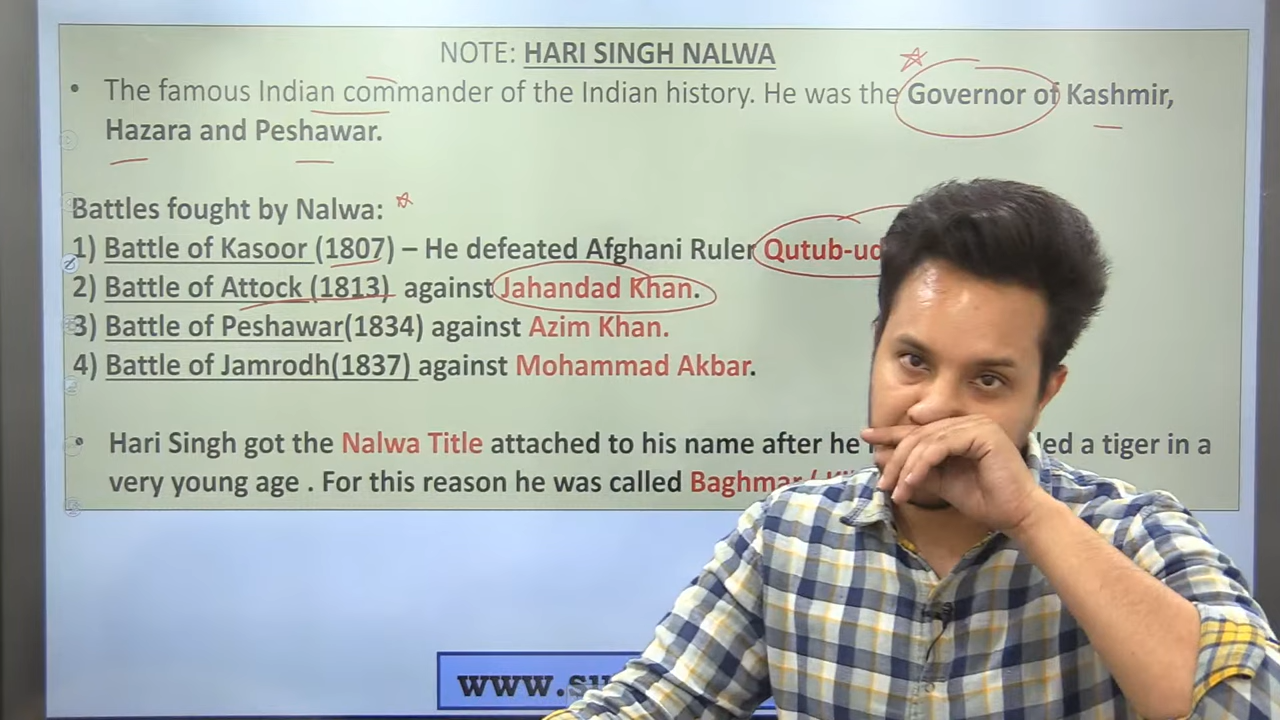 NOTE: HARI SINGH NALWA
• The famous Indian commander of the Indian history. He was the Governor of Kashmir,
Hazara and Peshawar.
Battles fought by Nalwa:
1) Battle of Kasoor (1807) – He defeated Afghani Ruler Qutub-ud
2) Battle of Attock (1813) against Jahandad Khan.
3) Battle of Peshawar(1834) against Azim Khan.
4) Battle of Jamrodh(1837) against Mohammad Akbar.
• Hari Singh got the Nalwa Title attached to his name after he a tiger in a
very young age . For this reason he was called Baghmar
www.su